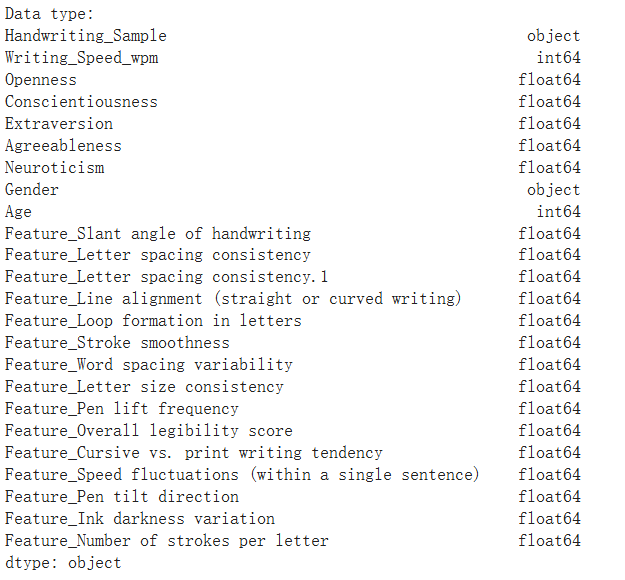 Data type:
Handwriting_Sample object
Writing_Speed_wpm int64
Openness float64
Conscientiousness float64
Extraversion float64
Agreeableness float64
Neuroticism float64
Gender object
Age int64
Feature_Slant angle of handwriting float64
Feature_Letter spacing consistency float64
Feature_Letter spacing consistency.1 float64
Feature_Line alignment (straight or curved writing) float64
Feature_Loop formation in letters float64
Feature_Stroke smoothness float64
Feature_Word spacing variability float64
Feature_Letter size consistency float64
Feature_Pen lift frequency float64
Feature_Overall legibility score float64
Feature_Cursive vs. print writing tendency float64
Feature_Speed fluctuations (within a single sentence) float64
Feature_Pen tilt direction float64
Feature_Ink darkness variation float64
Feature_Number of strokes per letter float64
dtype: object